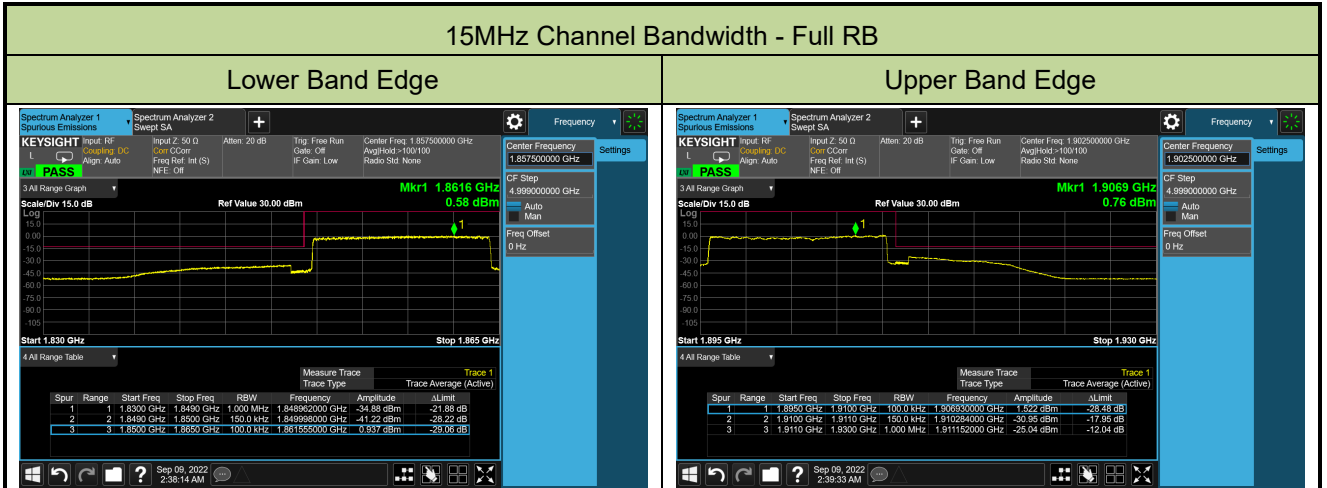 15MHz Channel Bandwidth - Full RB
Lower Band Edge
Upper Band Edge
Spectrum Analyzer 1
Spurious Emissions
Spectrum Analyzer 2
Swept SA
+
Frequency
KEYSIGHT
L
PASS
Input: RF
Coupling: DC
Align: Auto
Input Z: 50 Ω
Corr CCorr
Freq Ref: Int (S)
NFE: Off
Atten: 20 dB
Trig: Free Run
Gate: Off
IF Gain: Low
Center Freq: 1.857500000 GHz
Avg|Hold:>100/100
Radio Std: None
Center Frequency
1.857500000 GHz
Settings
CF Step
4.999000000 GHz
Auto
Man
Freq Offset
0 Hz
3 All Range Graph
Mkr1 1.8616 GHz
Scale/Div 15.0 dB Ref Value 30.00 dBm 0.58 dBm
Log
15.0
0.00
-15.0
-30.0
-45.0
-60.0
-75.0
-90.0
-105
1
Start 1.830 GHz Stop 1.865 GHz
4 All Range Table
Measure Trace Trace 1
Trace Type Trace Average (Active)
Spur Range Start Freq Stop Freq RBW Frequency Amplitude ΔLimit
1 1 1.8300 GHz 1.8490 GHz 1.000 MHz 1.848962000 GHz -34.88 dBm -21.88 dB
2 2 1.8490 GHz 1.8500 GHz 150.0 kHz 1.849998000 GHz -41.22 dBm -28.22 dB
3 3 1.8500 GHz 1.8650 GHz 100.0 kHz 1.861555000 GHz 0.937 dBm -29.06 dB
?
Sep 09, 2022
2:38:14 AM
Spectrum Analyzer 1
Spurious Emissions
Spectrum Analyzer 2
Swept SA
+
Frequency
KEYSIGHT
L
PASS
Input: RF
Coupling: DC
Align: Auto
Input Z: 50 Ω
Corr CCorr
Freq Ref: Int (S)
NFE: Off
Atten: 20 dB
Trig: Free Run
Gate: Off
IF Gain: Low
Center Freq: 1.902500000 GHz
Avg|Hold:>100/100
Radio Std: None
Center Frequency
1.902500000 GHz
Settings
CF Step
4.999000000 GHz
Auto
Man
Freq Offset
0 Hz
3 All Range Graph
Mkr1 1.9069 GHz
Scale/Div 15.0 dB Ref Value 30.00 dBm 0.76 dBm
Log
15.0
0.00
-15.0
-30.0
-45.0
-60.0
-75.0
-90.0
-105
1
Start 1.895 GHz Stop 1.930 GHz
4 All Range Table
Measure Trace Trace 1
Trace Type Trace Average (Active)
Spur Range Start Freq Stop Freq RBW Frequency Amplitude ΔLimit
1 1 1.8950 GHz 1.9100 GHz 100.0 kHz 1.906930000 GHz 1.522 dBm -28.48 dB
2 2 1.9100 GHz 1.9110 GHz 150.0 kHz 1.910284000 GHz -30.95 dBm -17.95 dB
3 3 1.9110 GHz 1.9300 GHz 1.000 MHz 1.911152000 GHz -25.04 dBm -12.04 dB
?
Sep 09, 2022
2:39:33 AM